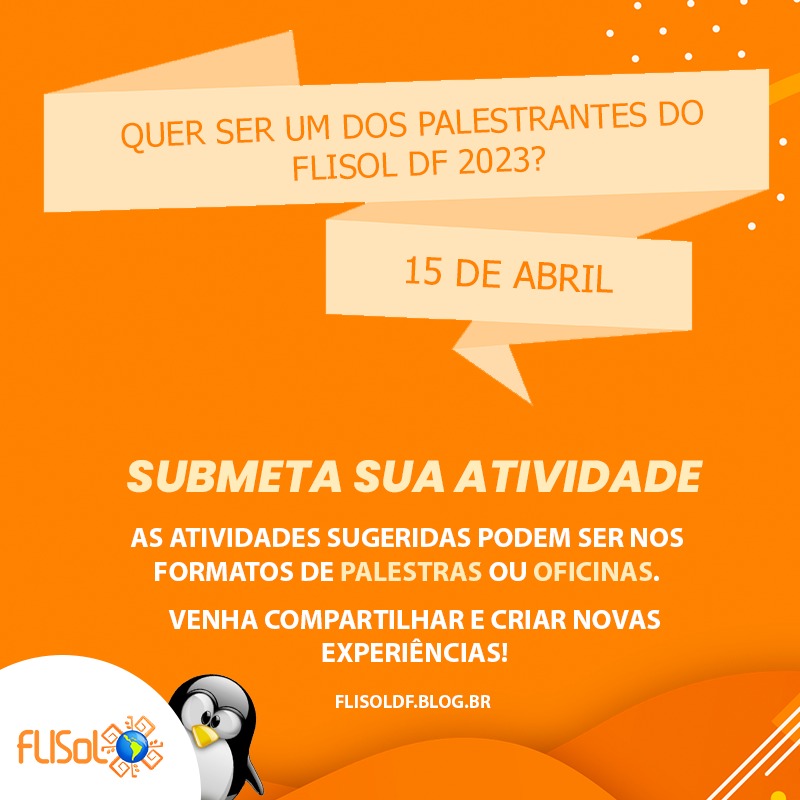 QUER SER UM DOS PALESTRANTES DO
FLISOL DF 2023?
15 DE ABRIL
SUBMETA SUA ATIVIDADE
AS ATIVIDADES SUGERIDAS PODEM SER NOS
FORMATOS DE PALESTRAS OU OFICINAS.
VENHA COMPARTILHAR E CRIAR NOVAS
EXPERIÊNCIAS!
FLISOLDF.BLOG.BR
FLISoL